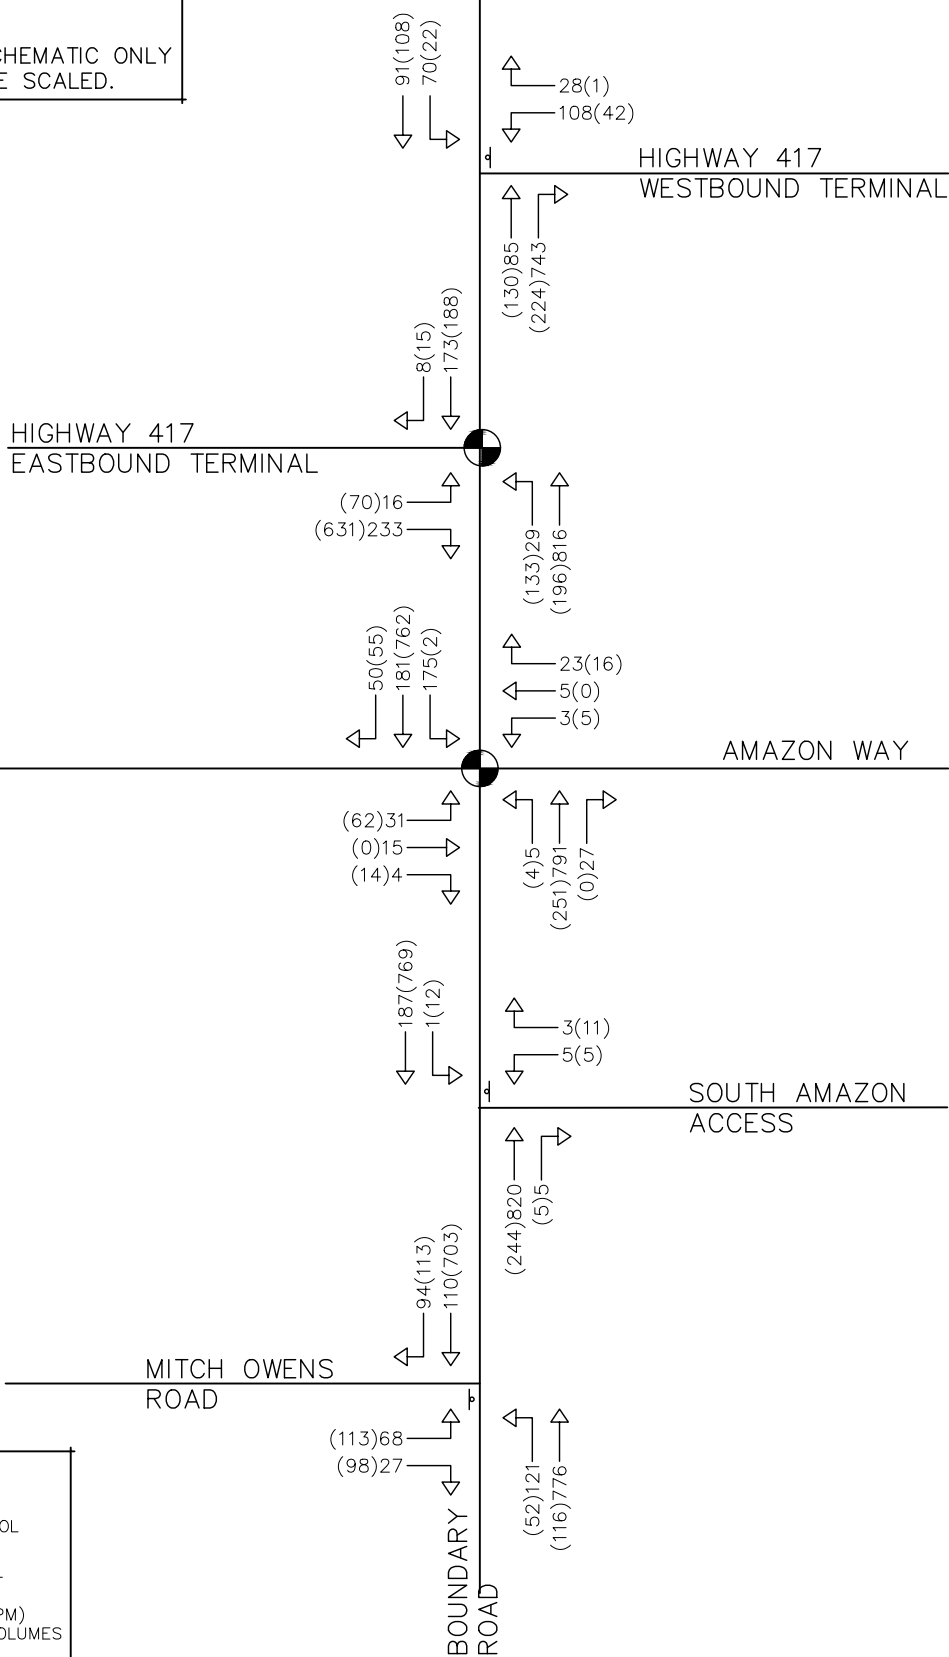 SCHEMATIC ONLY
SCALED.
91(108)
70(22)
28(1)
108(42)
HIGHWAY 417
WESTBOUND TERMINAL
(130)85
(224)743
8(15)
173(188)
HIGHWAY 417
EASTBOUND TERMINAL
(70)16
(631)233
(133)29
(196)816
50(55)
181(762)
175(2)
23(16)
5(0)
3(5)
AMAZON WAY
(62)31
(0)15
(14)4
(4)5
(251)791
(0)27
187(769)
1(12)
3(11)
5(5)
SOUTH AMAZON
ACCESS
(244)820
(5)5
94(113)
110(703)
MITCH OWENS
ROAD
(113)68
(98)27
(52)121
(116)776
BOUNDARY
ROAD
PM)